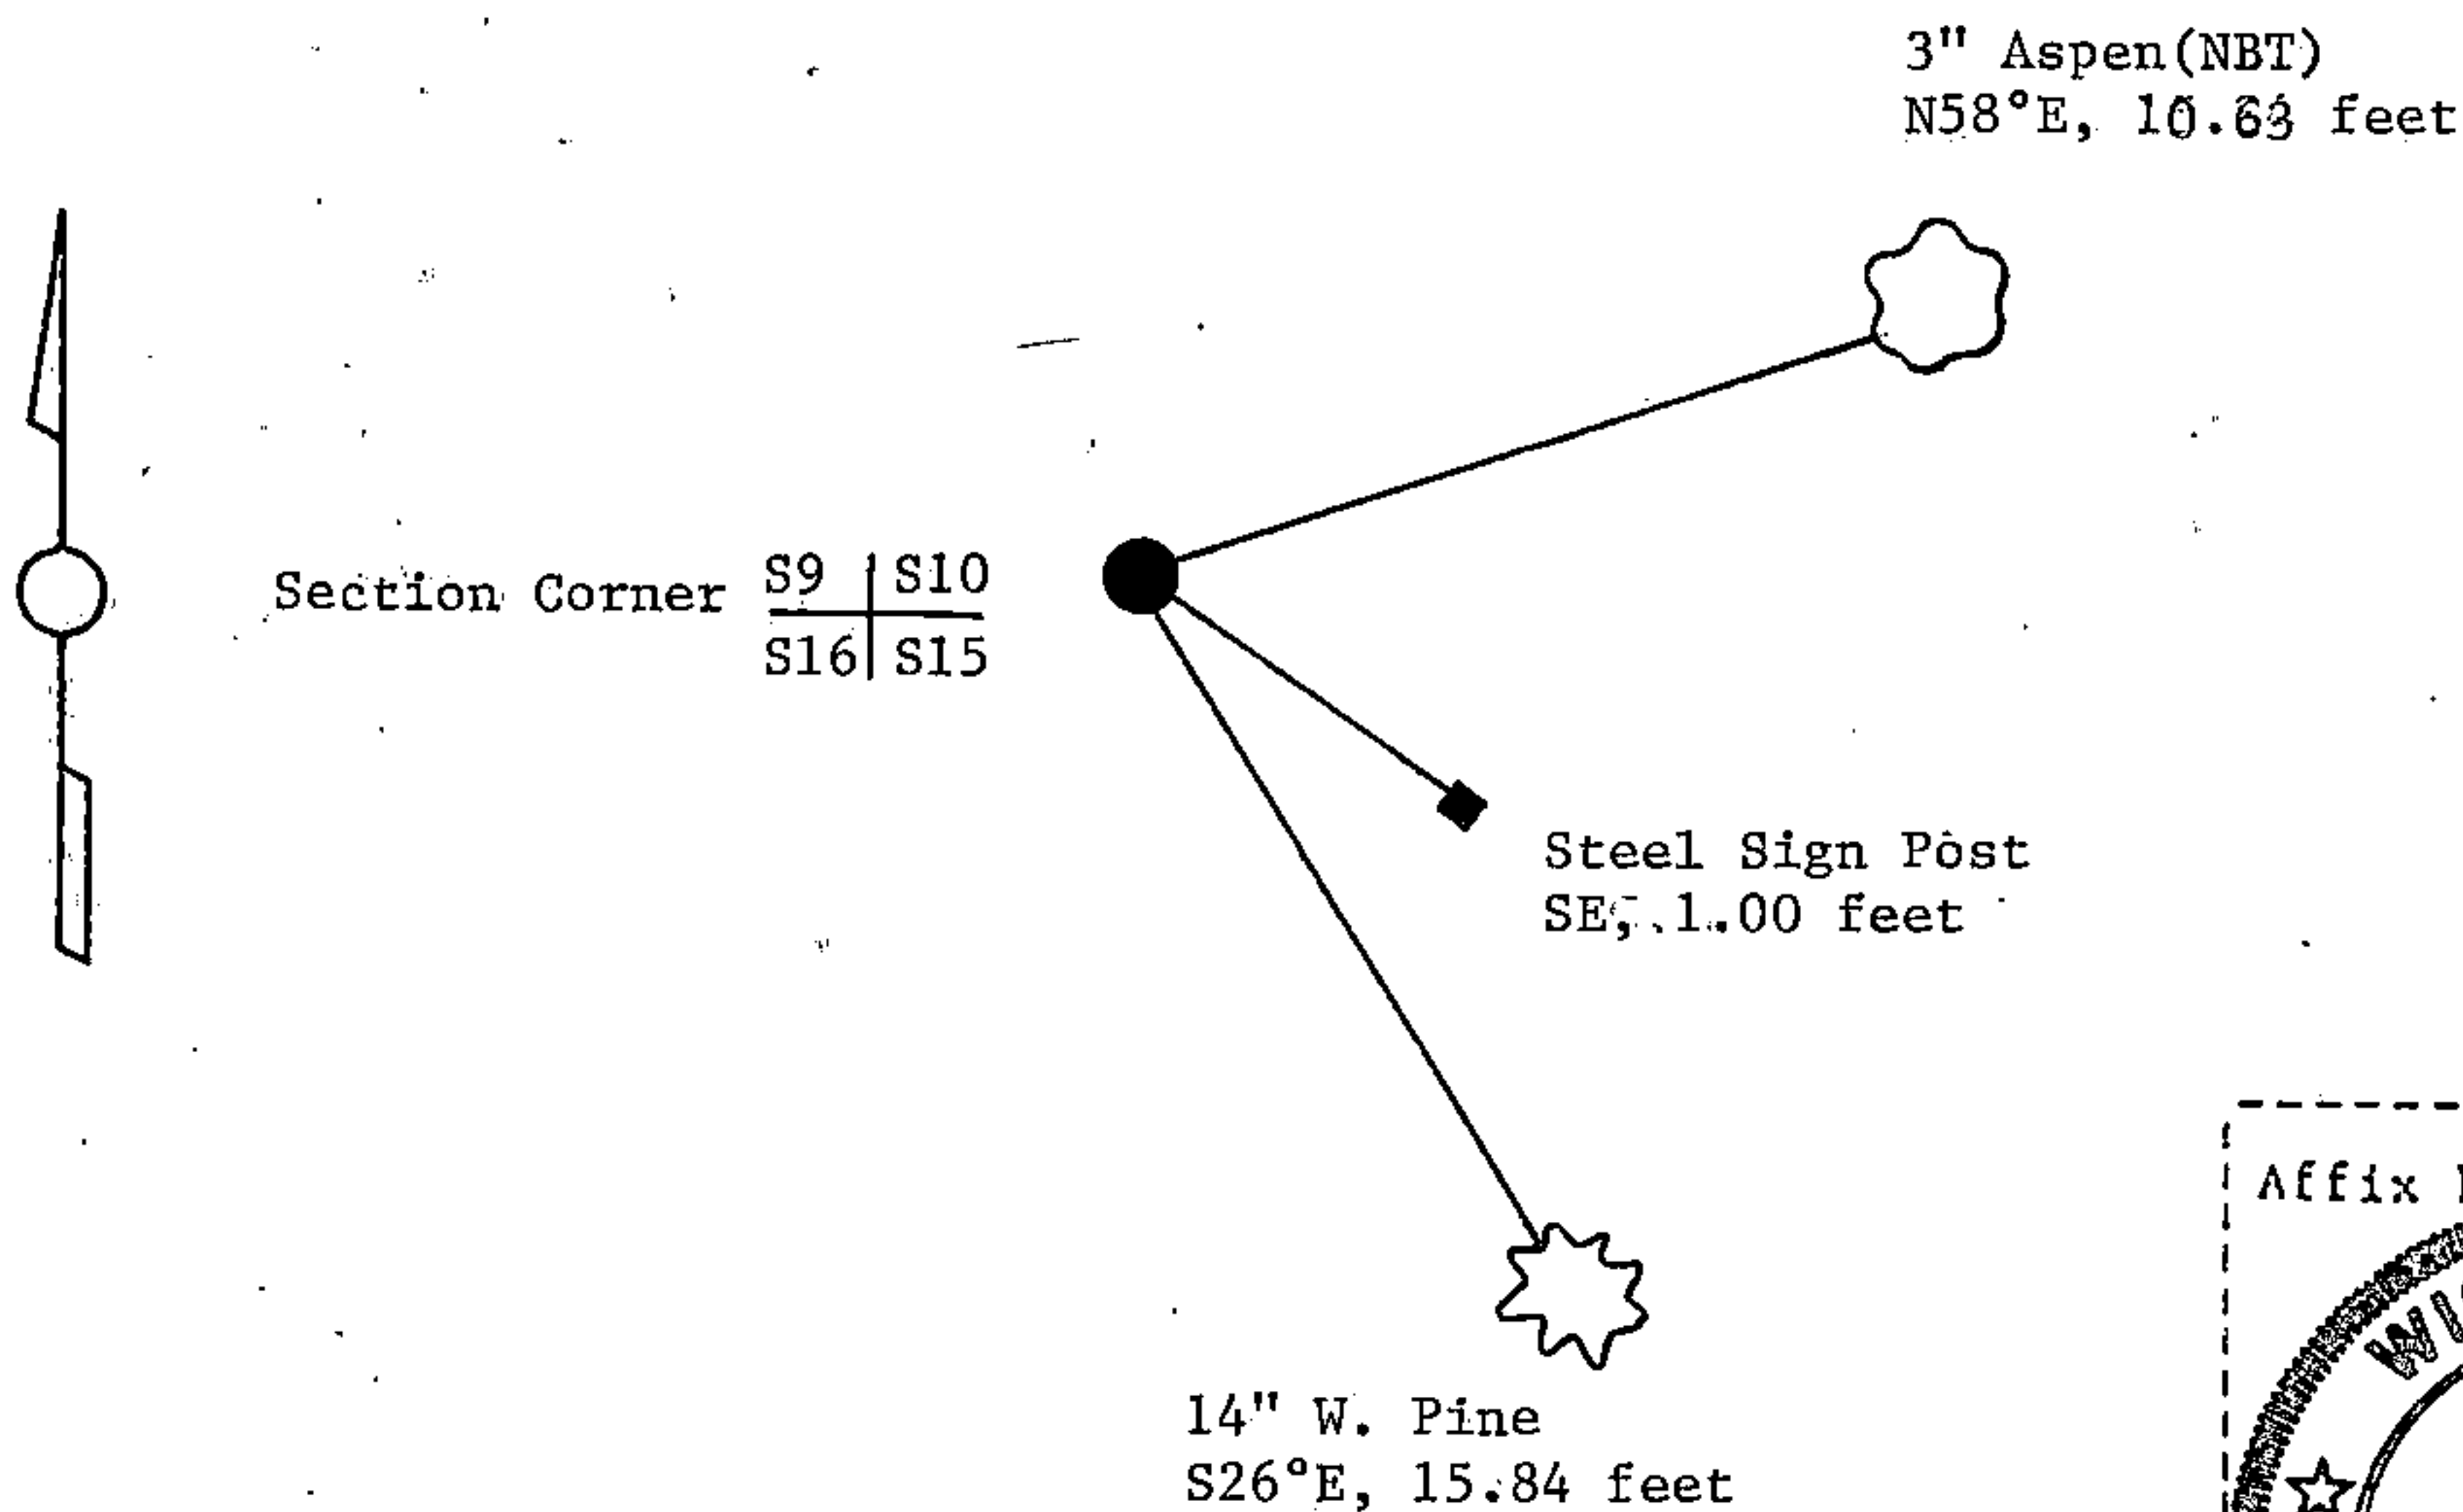 3" Aspen(NBT)
N58°E, 10.63 feet
Section Corner
S9 S10
S16 S15
Steel Sign Post
SE, 1.00 feet
Affix
14" W. Pine
S26°E, 15.84 feet